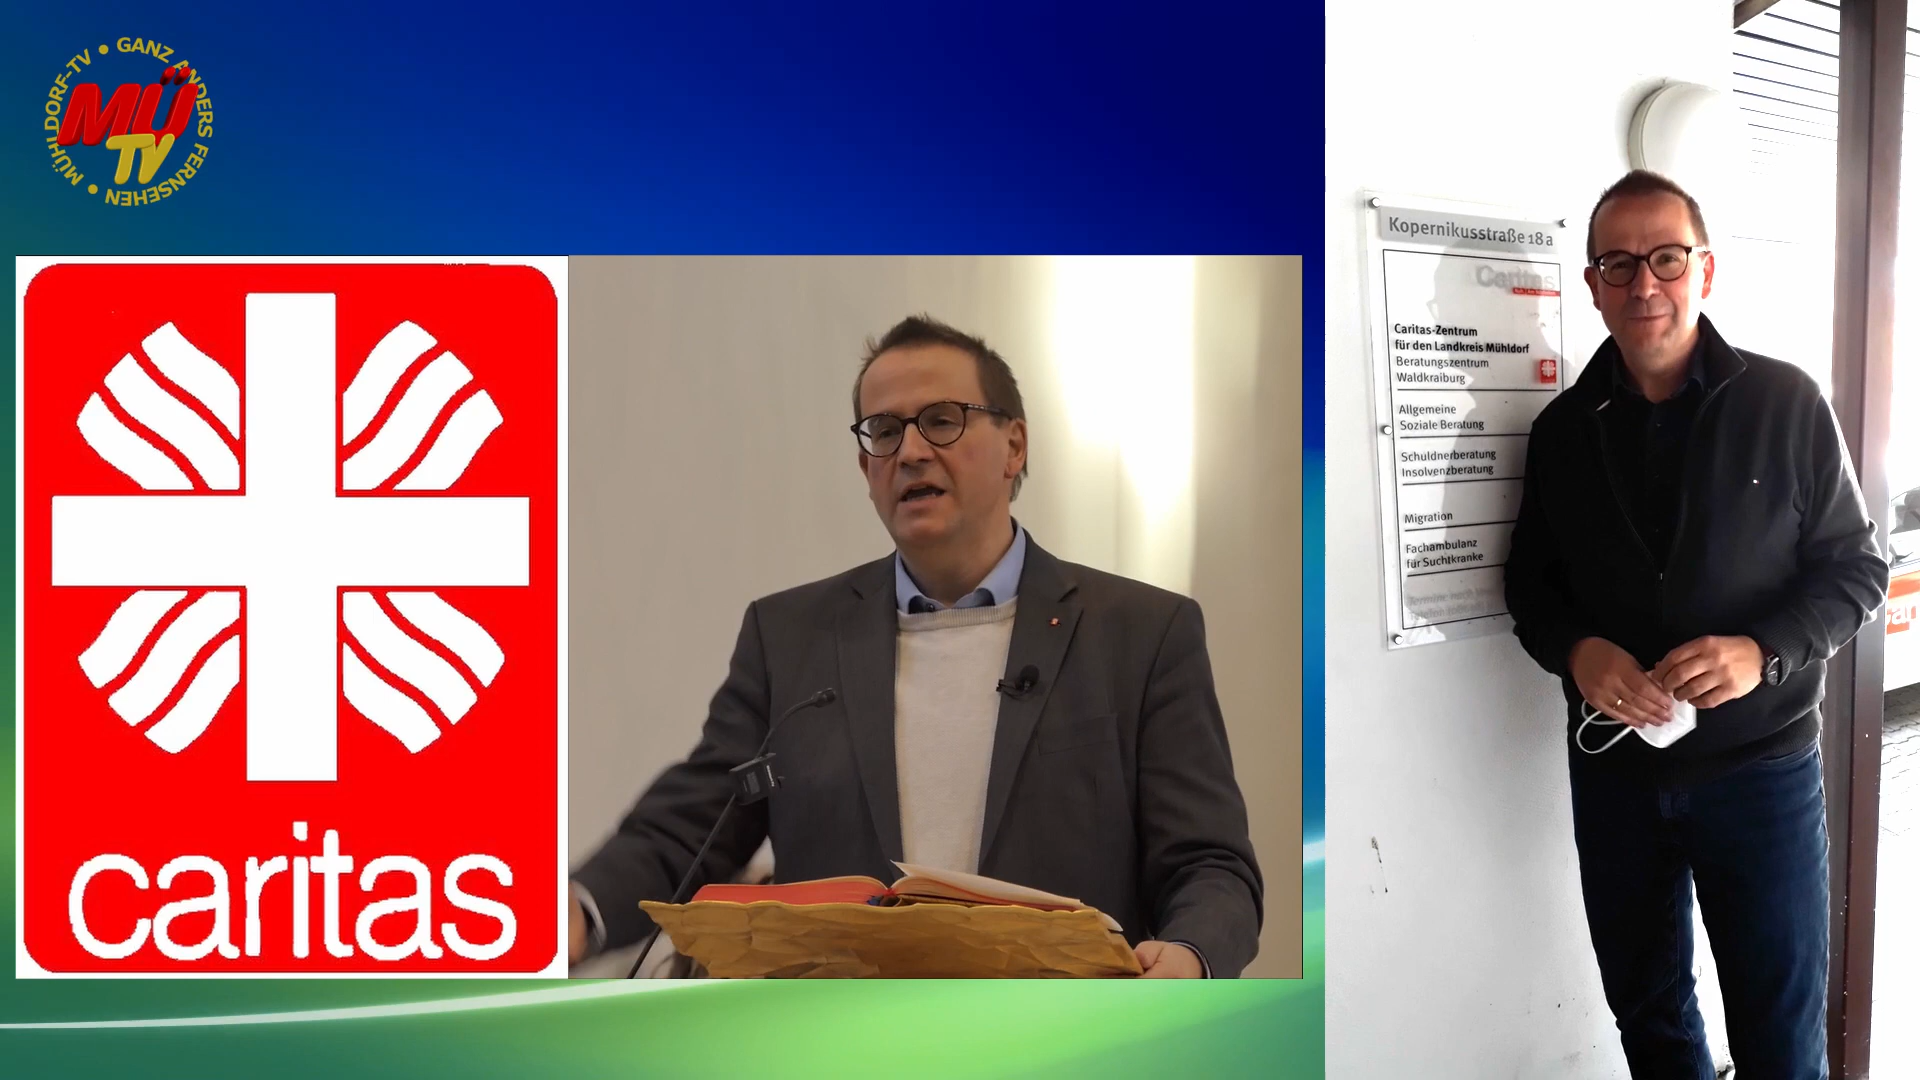 MÜHLDORF-TV • GANZ ANDERS FERNSEHEN •
MÜ
TV
caritas
Kopernikusstraße 18 a
Caritas
Caritas-Zentrum
für den Landkreis Mühldorf
Beratungszentrum
Waldkraiburg
Allgemeine
Soziale Beratung
Schuldnerberatung
Insolvenzberatung
Migration
Fachambulanz
für Suchtkranke